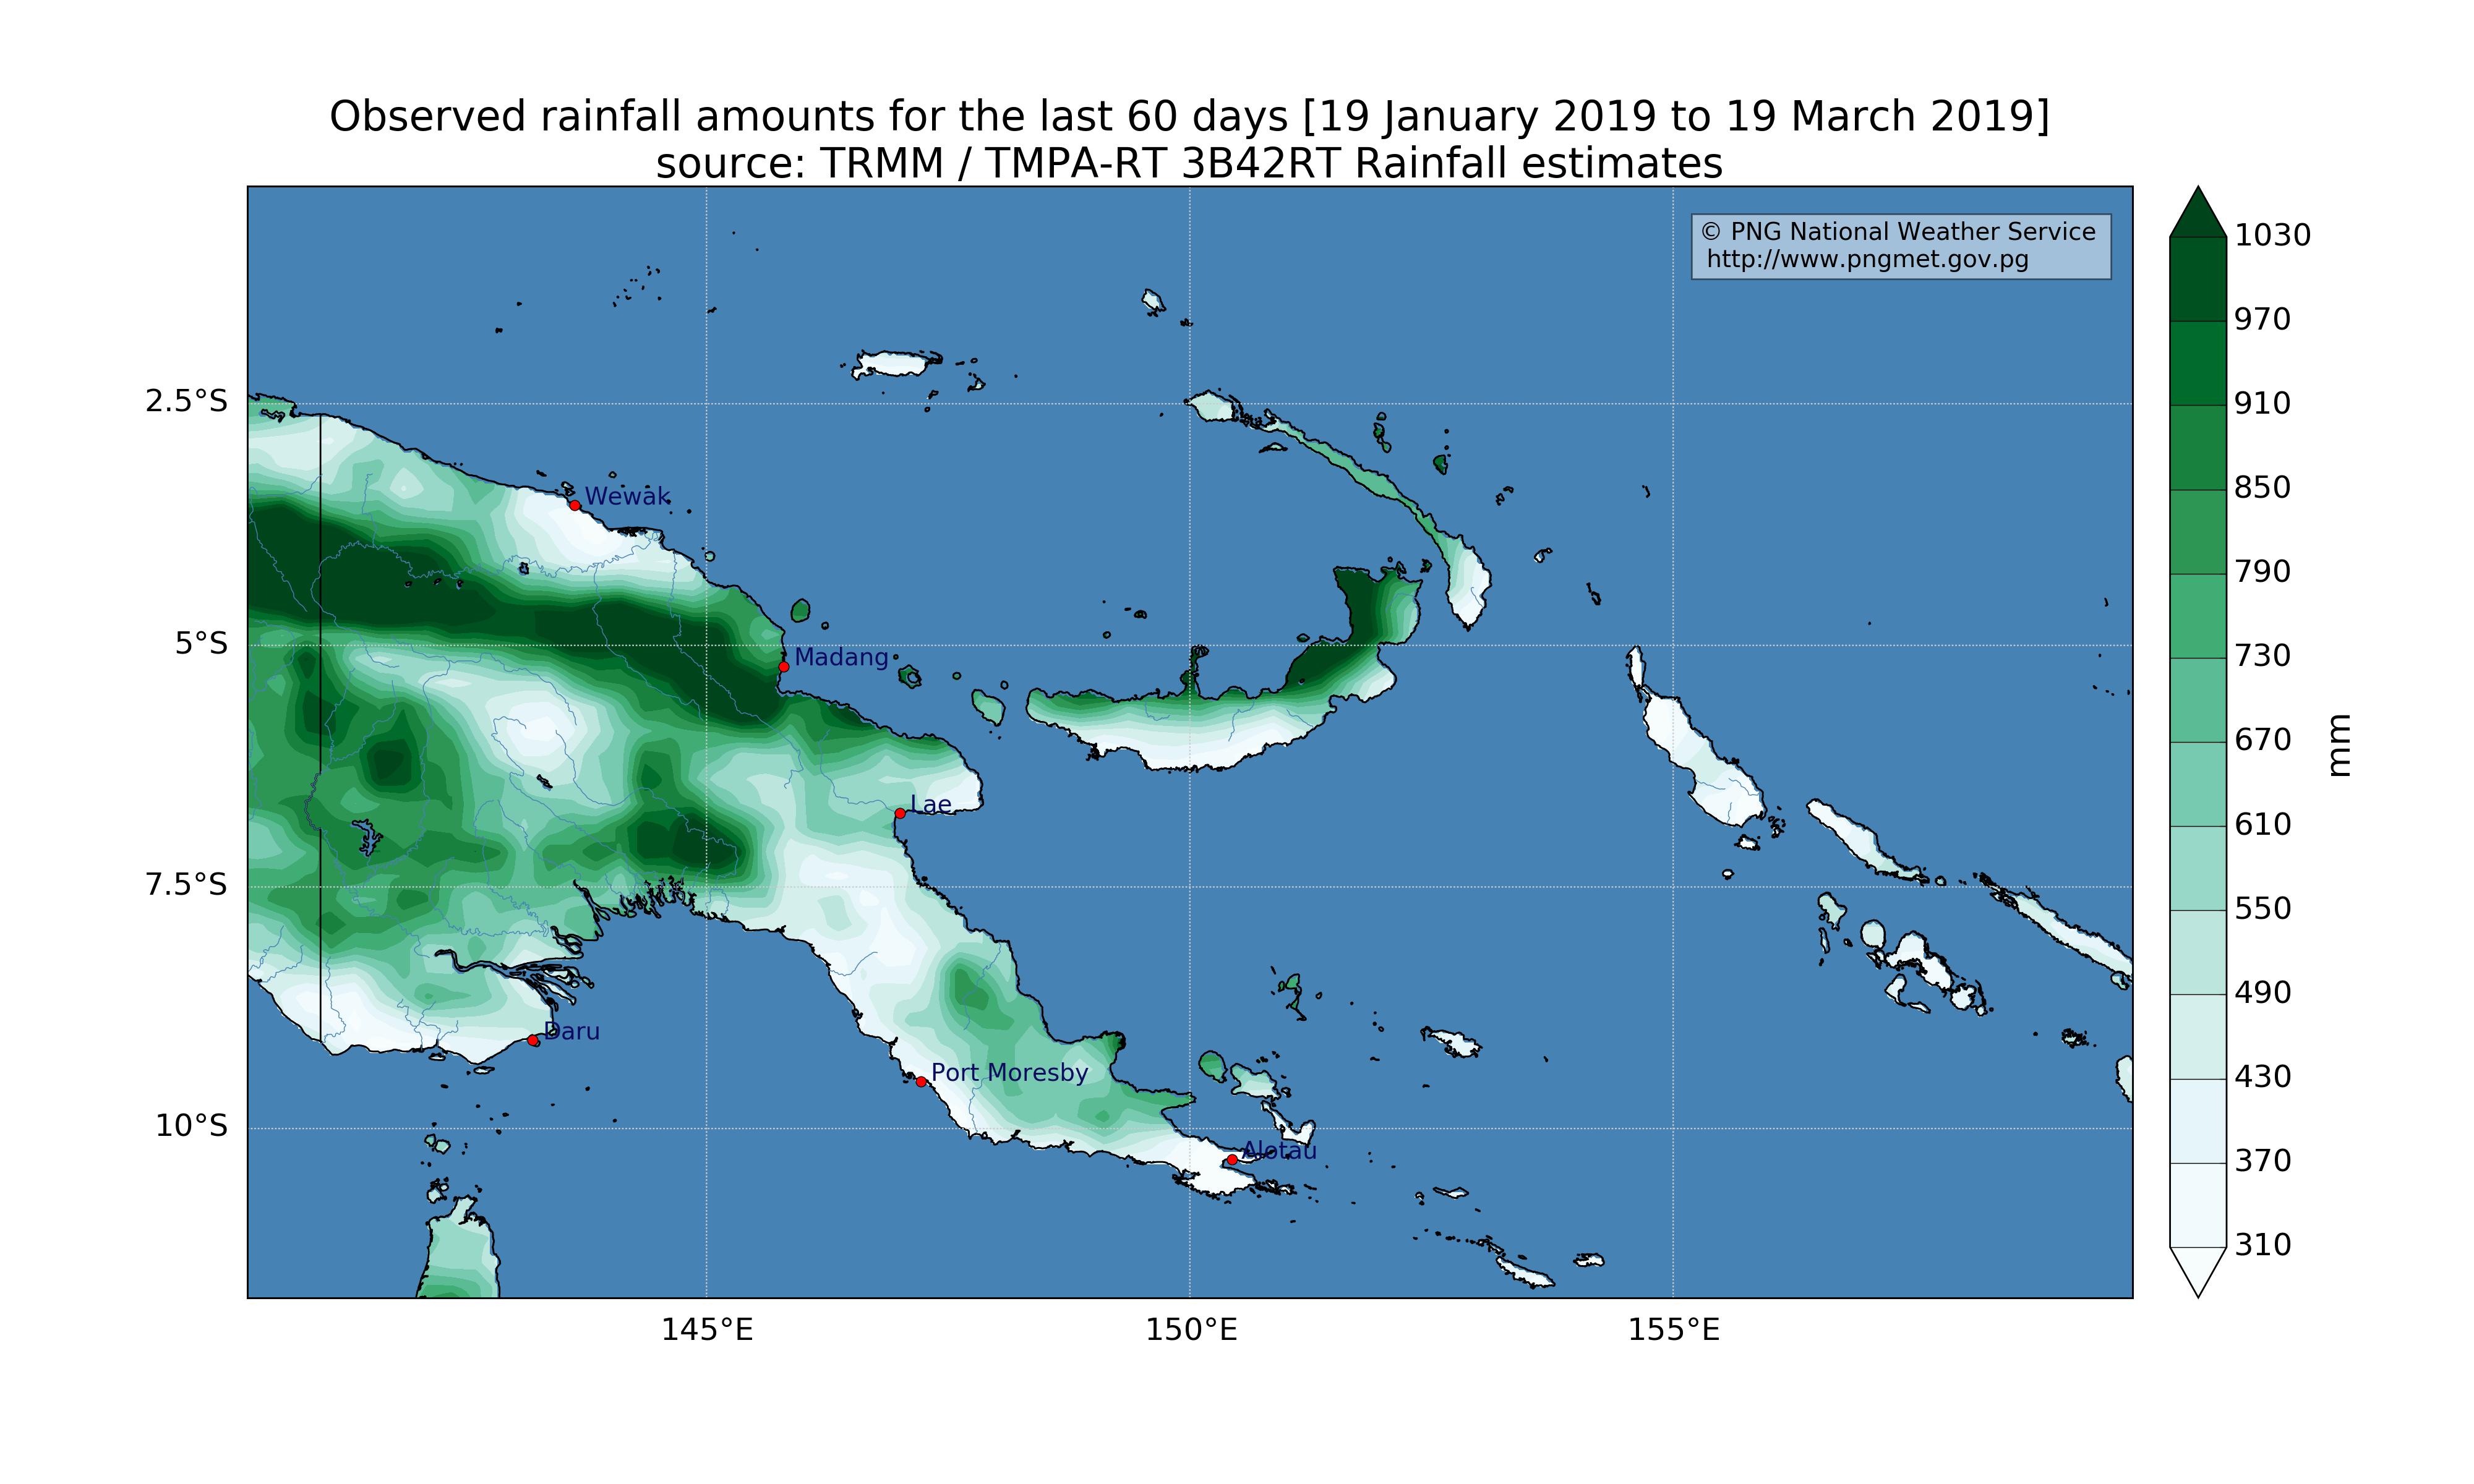 Observed rainfall amounts for the last 60 days [19 January 2019 to 19 March 2019]
source: TRMM / TMPA-RT 3B42RT Rainfall estimates
© PNG National Weather Service
http://www.pngmet.gov.pg
1030
970
910
850
790
730
670
610
550
490
430
370
310
mm
2.5°S
5°S
7.5°S
10°S
Wewak
Madang
Lae
Daru
Port Moresby
Alotau
145°E
150°E
155°E